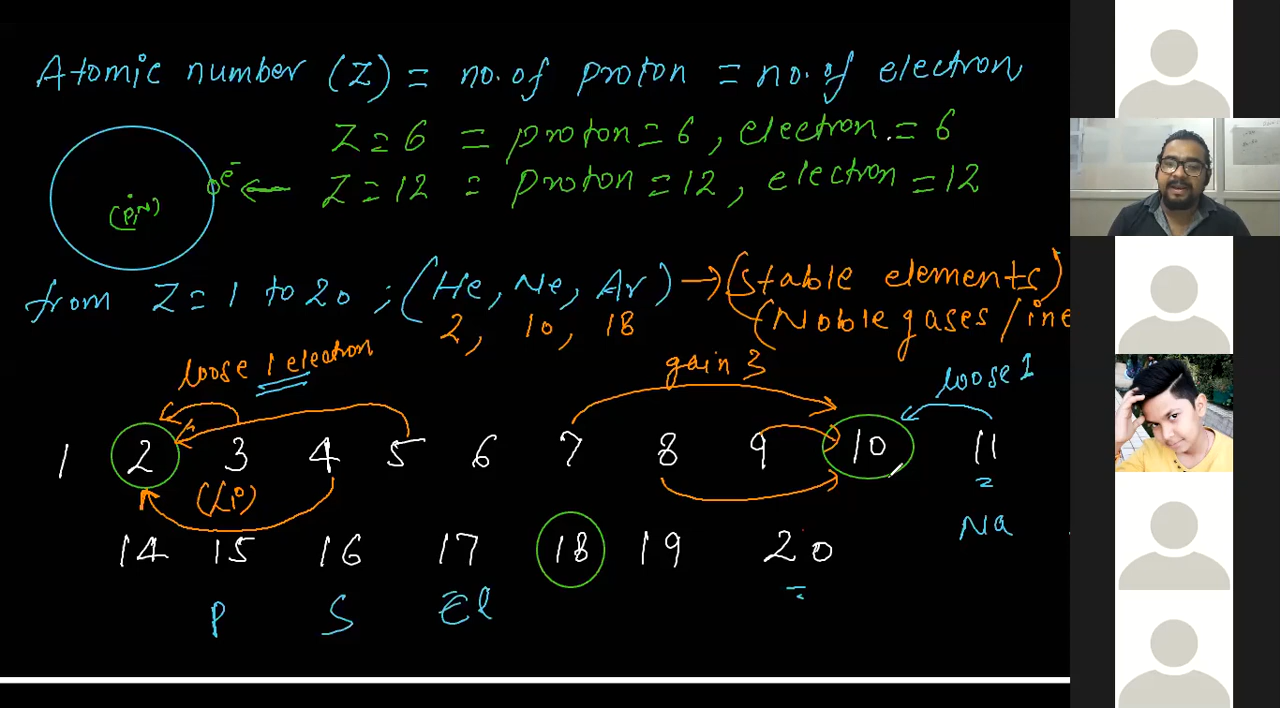 Atomic number (Z) = no. of proton = no. of electron
Z = 6 = proton = 6, electron = 6
e⁻ ← Z = 12 = proton = 12, electron = 12
(P,N)
from Z = 1 to 20 ; (He, Ne, Ar) → (stable elements)
2, 10, 18 (Noble gases / ine
loose 1 electron gain 3 loose 1
1 2 3 4 5 6 7 8 9 10 11
(Li) Na
14 15 16 17 18 19 20
P S Cl